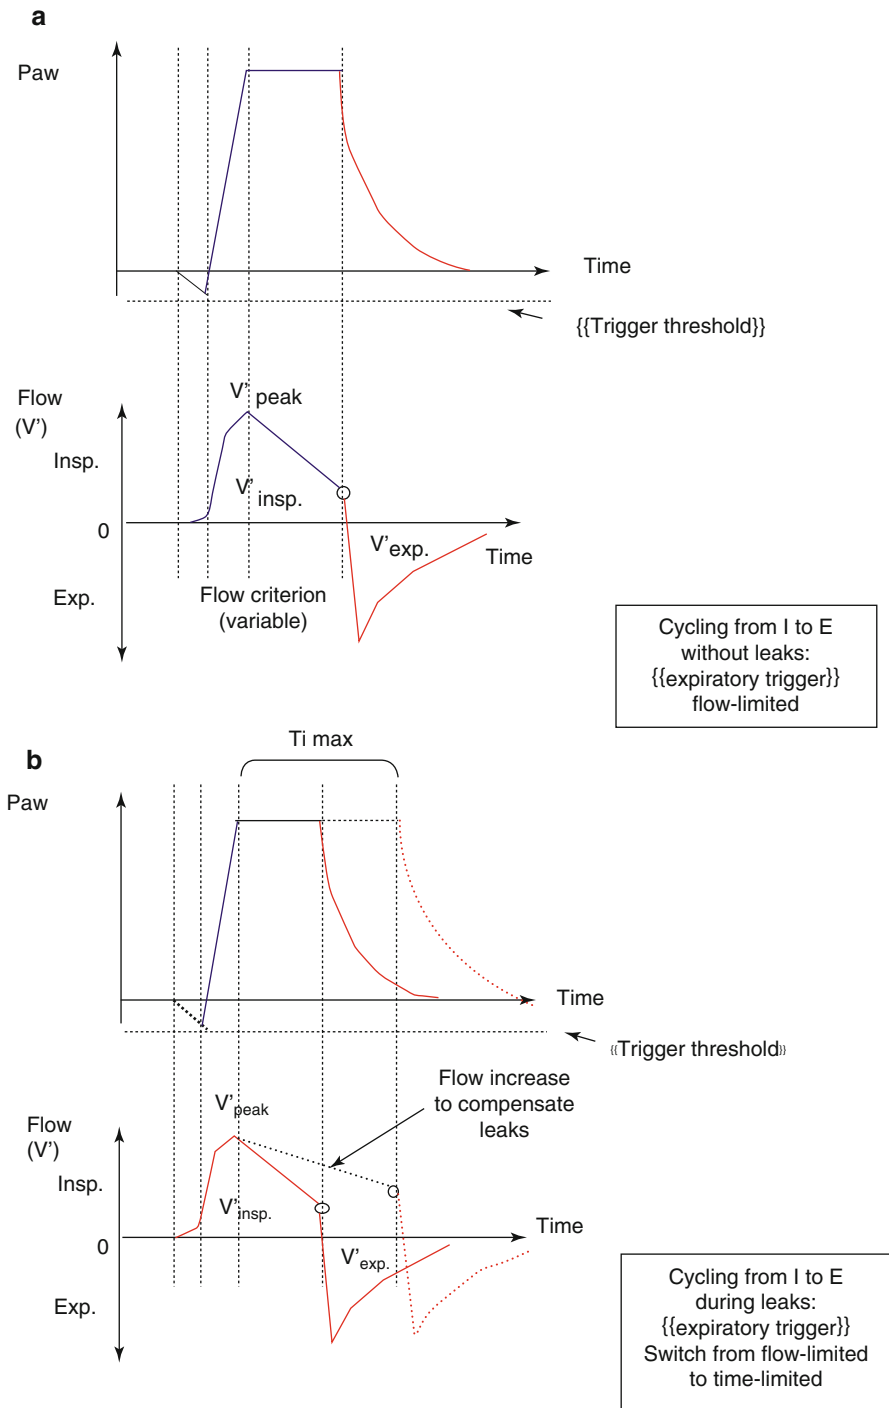 a
Paw
Time
{{Trigger threshold}}
Flow
(V')
V' peak
Insp.
V' insp.
0
V'exp.
Time
Exp.
Flow criterion
(variable)
Cycling from I to E
without leaks:
{{expiratory trigger}}
flow-limited
b
Ti max
Paw
Time
{{Trigger threshold}}
Flow increase
to compensate
leaks
V'peak
Flow
(V')
Insp.
V'insp.
Time
0
V'exp.
Exp.
Cycling from I to E
during leaks:
{{expiratory trigger}}
Switch from flow-limited
to time-limited